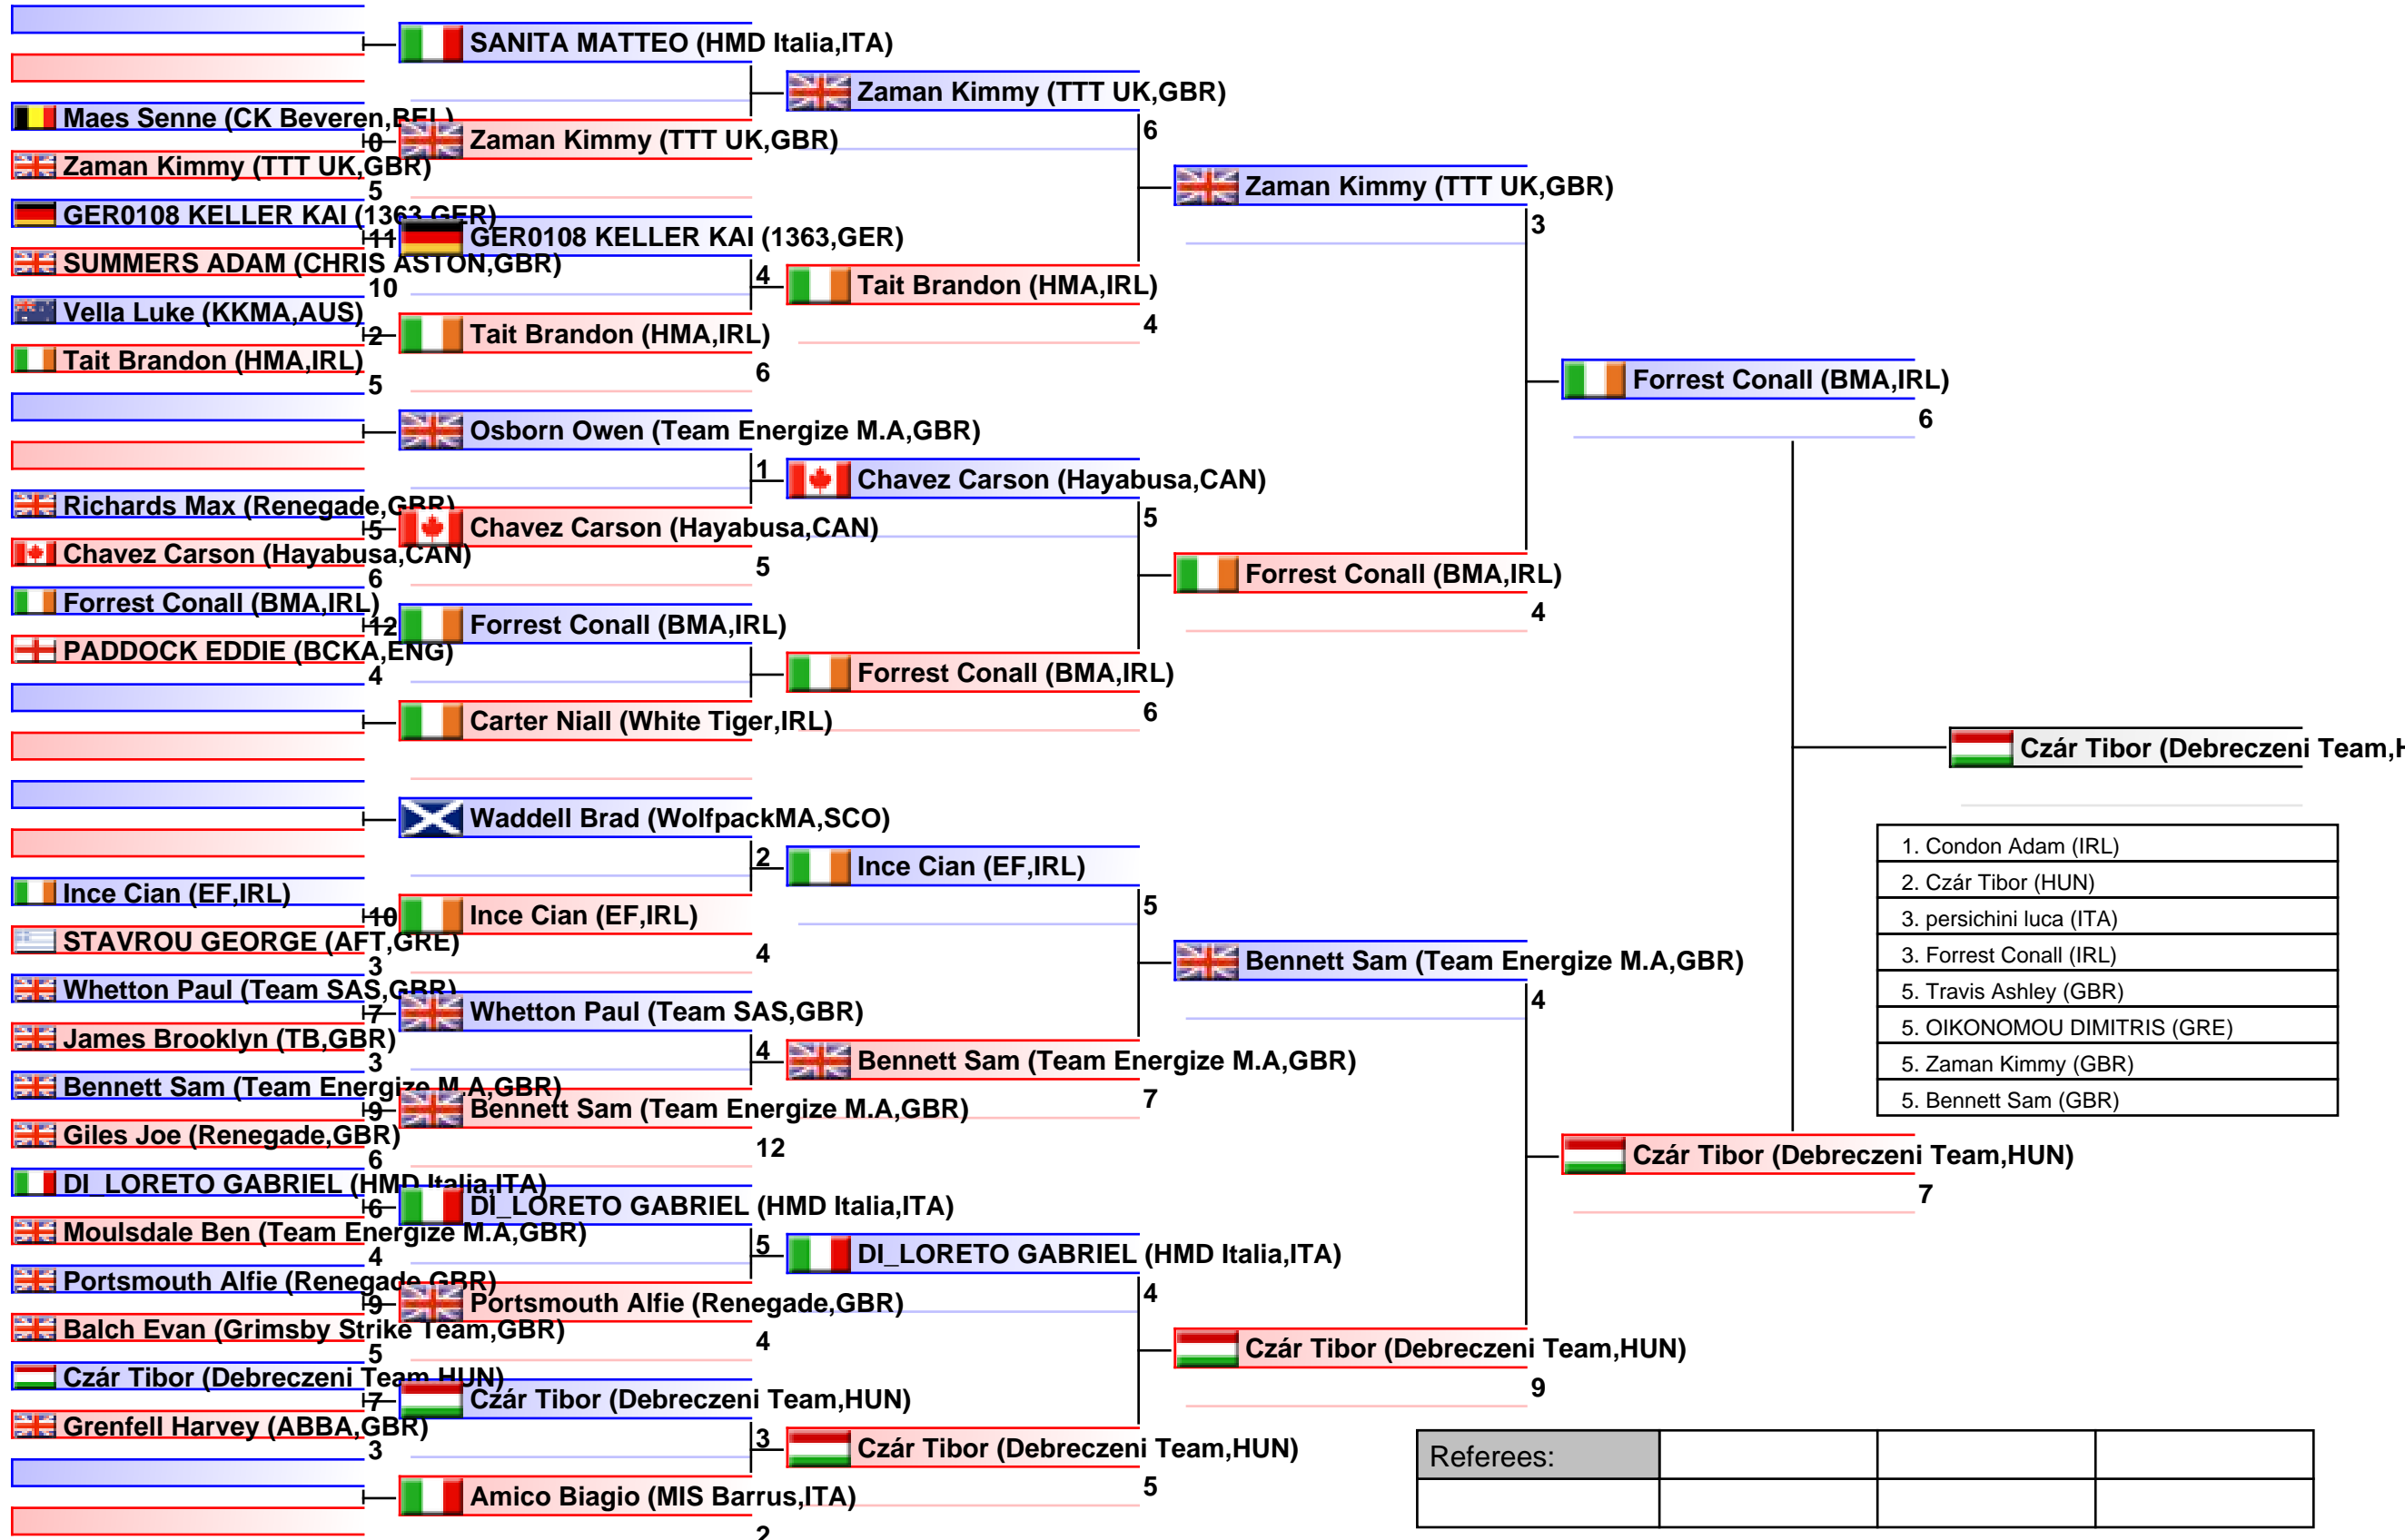 SANITA MATTEO (HMD Italia,ITA)
Zaman Kimmy (TTT UK,GBR)
6
Maes Senne (CK Beveren,BEL)
0
Zaman Kimmy (TTT UK,GBR)
Zaman Kimmy (TTT UK,GBR)
5
Zaman Kimmy (TTT UK,GBR)
3
GER0108 KELLER KAI (1363,GER)
11
GER0108 KELLER KAI (1363,GER)
4
SUMMERS ADAM (CHRIS ASTON,GBR)
10
Tait Brandon (HMA,IRL)
4
Vella Luke (KKMA,AUS)
2
Tait Brandon (HMA,IRL)
6
Tait Brandon (HMA,IRL)
5
Forrest Conall (BMA,IRL)
6
Osborn Owen (Team Energize M.A,GBR)
1
Chavez Carson (Hayabusa,CAN)
5
Richards Max (Renegade,GBR)
5
Chavez Carson (Hayabusa,CAN)
5
Chavez Carson (Hayabusa,CAN)
6
Forrest Conall (BMA,IRL)
4
Forrest Conall (BMA,IRL)
12
Forrest Conall (BMA,IRL)
PADDOCK EDDIE (BCKA,ENG)
4
Forrest Conall (BMA,IRL)
6
Carter Niall (White Tiger,IRL)
Czár Tibor (Debreczeni Team,H
Waddell Brad (WolfpackMA,SCO)
2
Ince Cian (EF,IRL)
5
Ince Cian (EF,IRL)
10
Ince Cian (EF,IRL)
4
STAVROU GEORGE (AFT,GRE)
3
Bennett Sam (Team Energize M.A,GBR)
4
Whetton Paul (Team SAS,GBR)
7
Whetton Paul (Team SAS,GBR)
4
James Brooklyn (TB,GBR)
3
Bennett Sam (Team Energize M.A,GBR)
7
Bennett Sam (Team Energize M.A,GBR)
9
Bennett Sam (Team Energize M.A,GBR)
12
Giles Joe (Renegade,GBR)
6
1. Condon Adam (IRL)
2. Czár Tibor (HUN)
3. persichini luca (ITA)
3. Forrest Conall (IRL)
5. Travis Ashley (GBR)
5. OIKONOMOU DIMITRIS (GRE)
5. Zaman Kimmy (GBR)
5. Bennett Sam (GBR)
Czár Tibor (Debreczeni Team,HUN)
7
DI_LORETO GABRIEL (HMD Italia,ITA)
6
DI_LORETO GABRIEL (HMD Italia,ITA)
5
Moulsdale Ben (Team Energize M.A,GBR)
4
DI_LORETO GABRIEL (HMD Italia,ITA)
4
Portsmouth Alfie (Renegade,GBR)
9
Portsmouth Alfie (Renegade,GBR)
4
Balch Evan (Grimsby Strike Team,GBR)
5
Czár Tibor (Debreczeni Team,HUN)
9
Czár Tibor (Debreczeni Team,HUN)
7
Czár Tibor (Debreczeni Team,HUN)
3
Grenfell Harvey (ABBA,GBR)
3
Czár Tibor (Debreczeni Team,HUN)
5
Amico Biagio (MIS Barrus,ITA)
2
Referees: